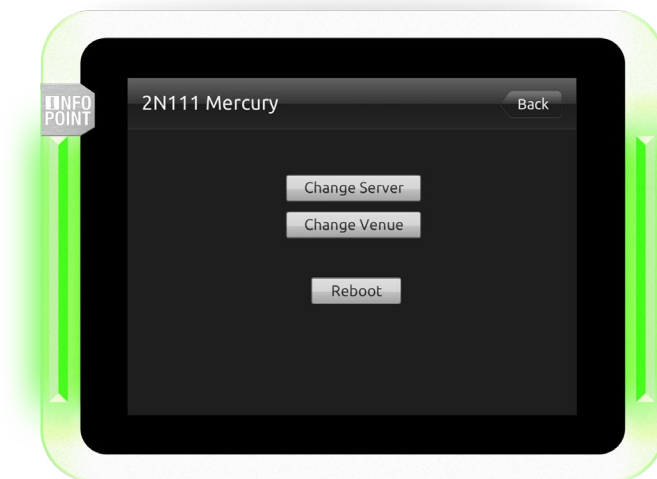 INFO
POINT
2N111 Mercury
Back
Change Server
Change Venue
Reboot